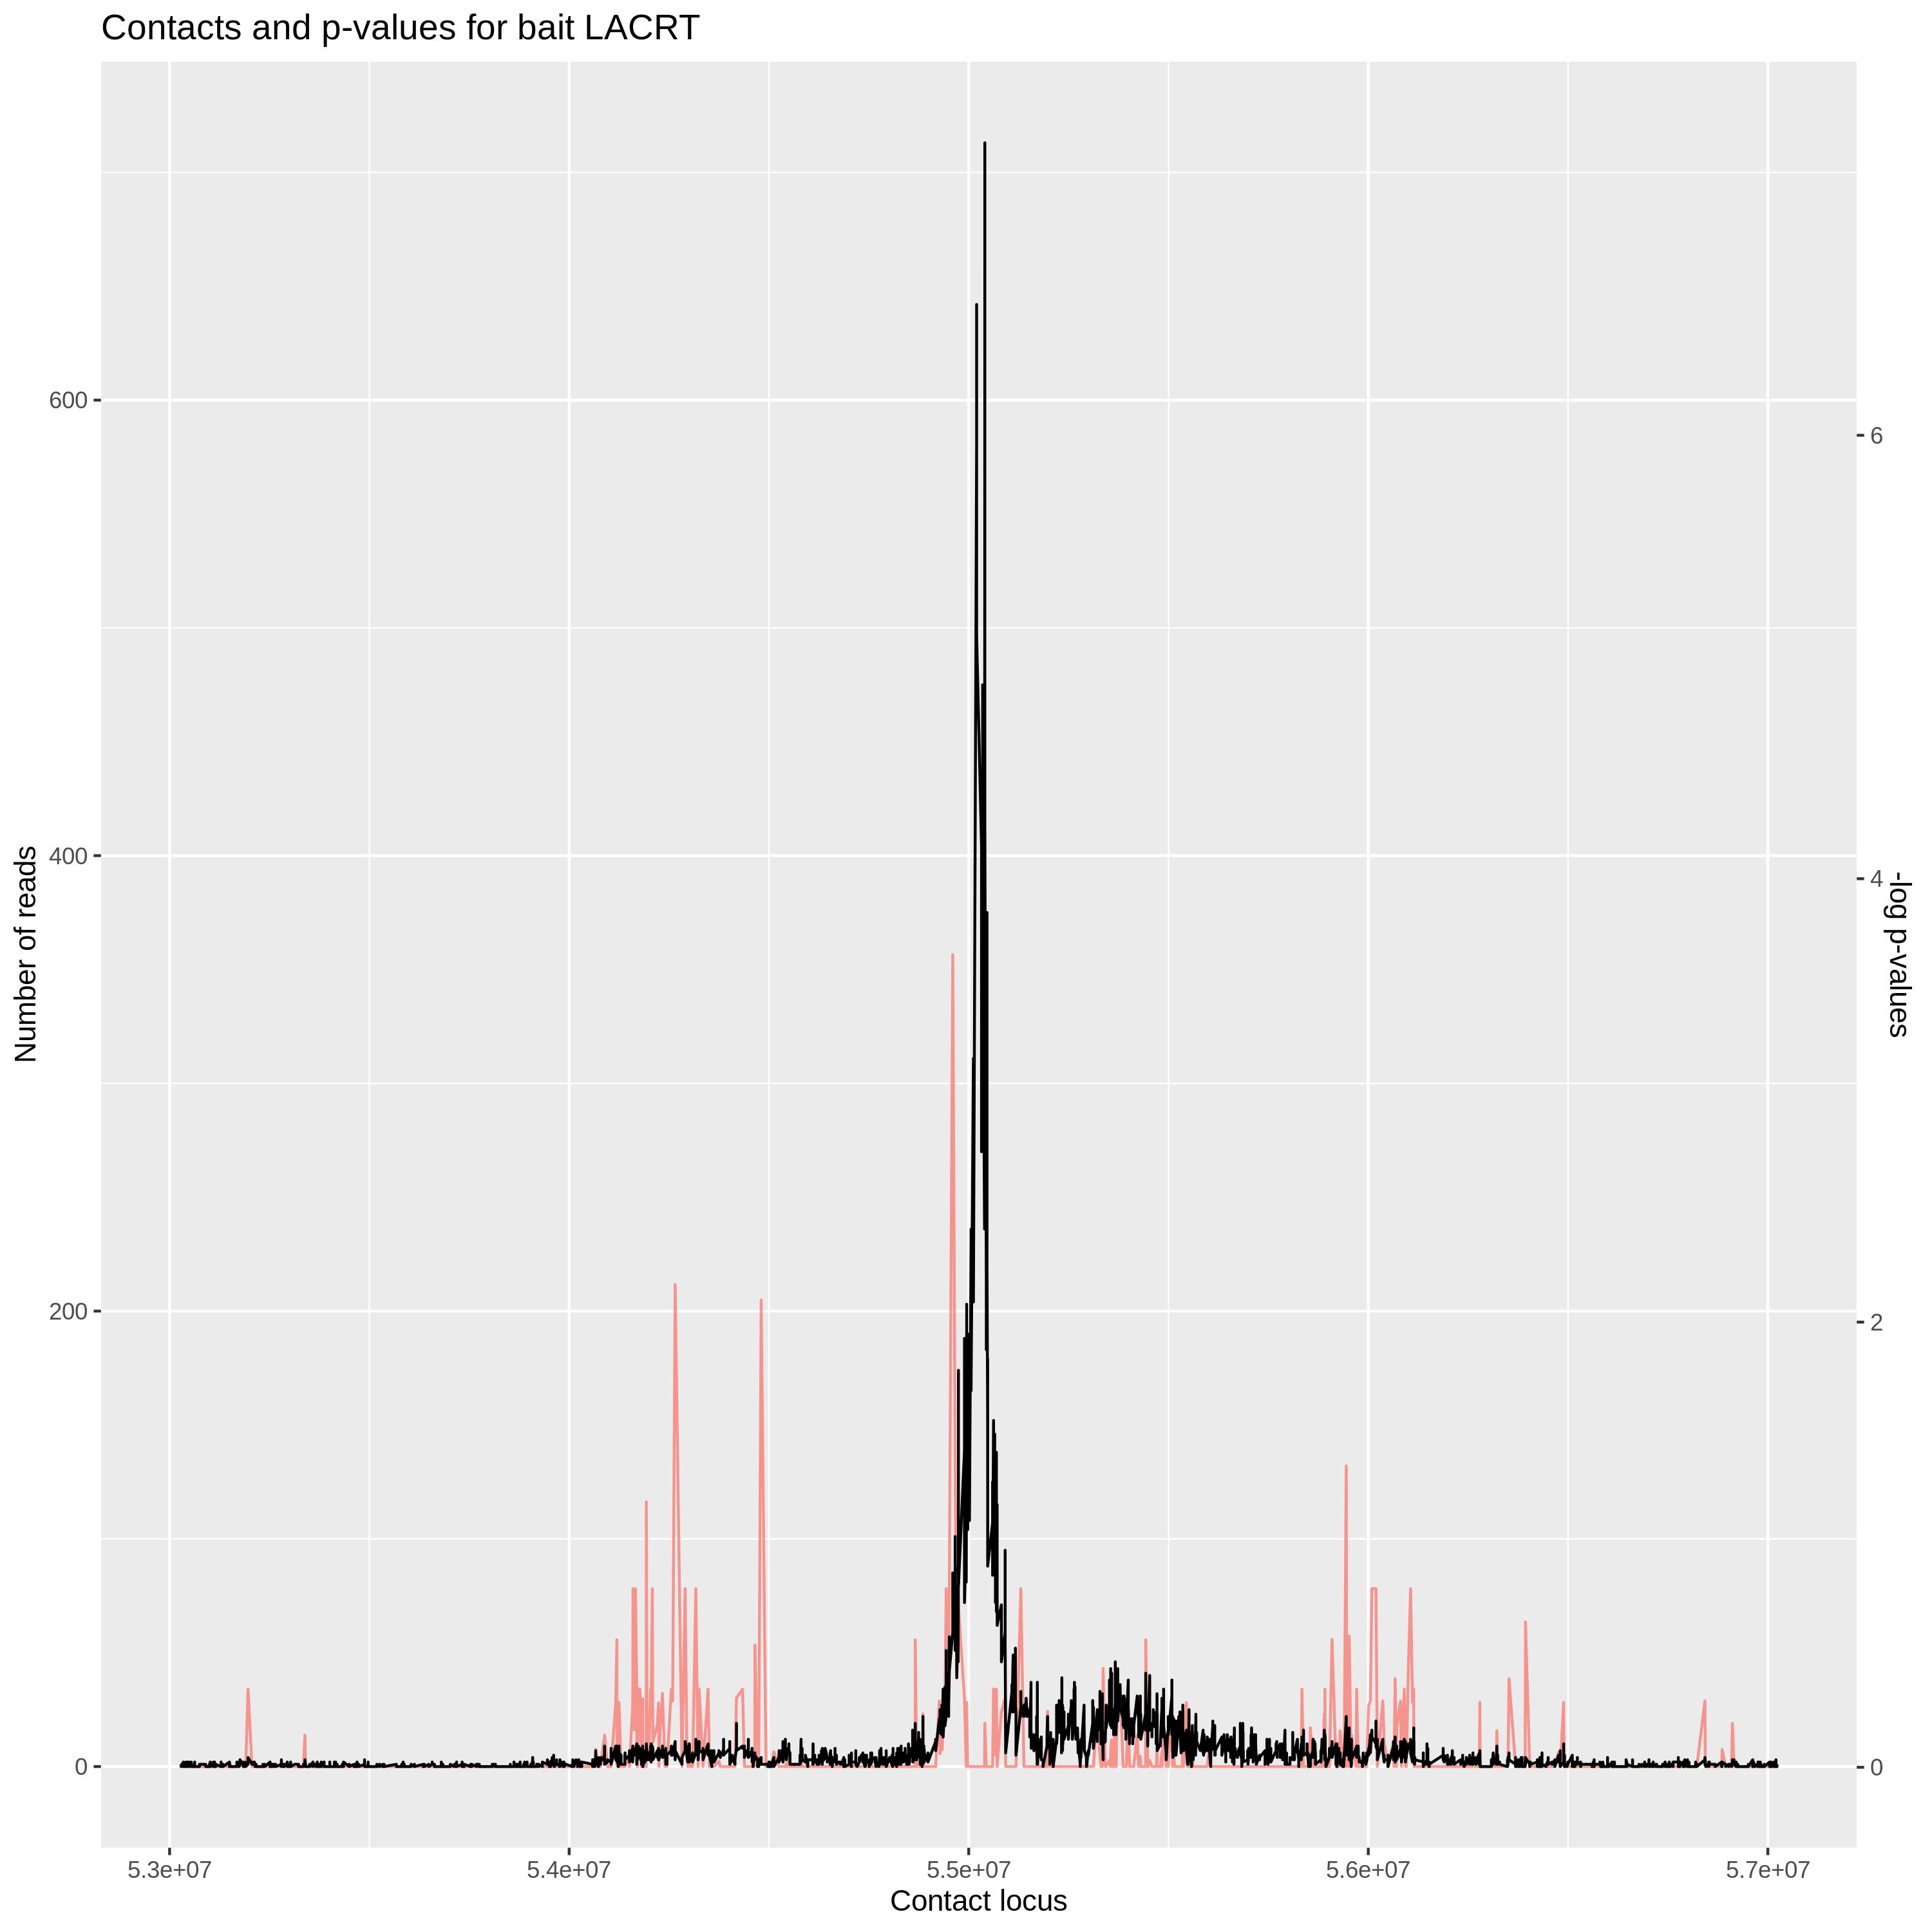 Contacts and p-values for bait LACRT
Number of reads
600
400
200
0
6
4
2
0
-log p-values
5.3e+07
5.4e+07
5.5e+07
5.6e+07
5.7e+07
Contact locus